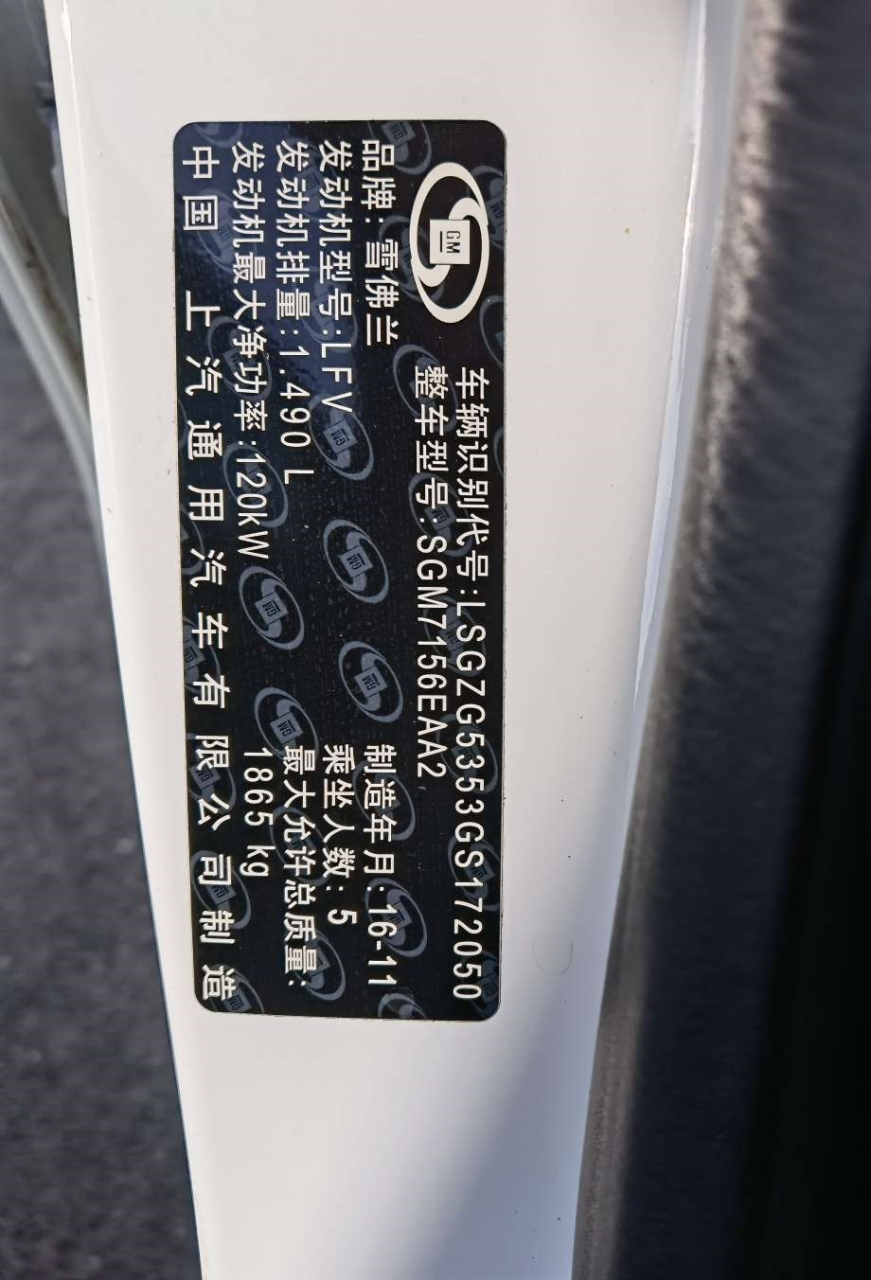 GM
车辆识别代号:LSGZG5353GS172050
整车型号:SGM7156EAA2
品牌:雪佛兰
制造年月:16-11
发动机型号:LFV
乘坐人数:5
发动机排量:1.490L
最大允许总质量:
发动机最大净功率:120kW
1865kg
中国 上汽通用汽车有限公司制造